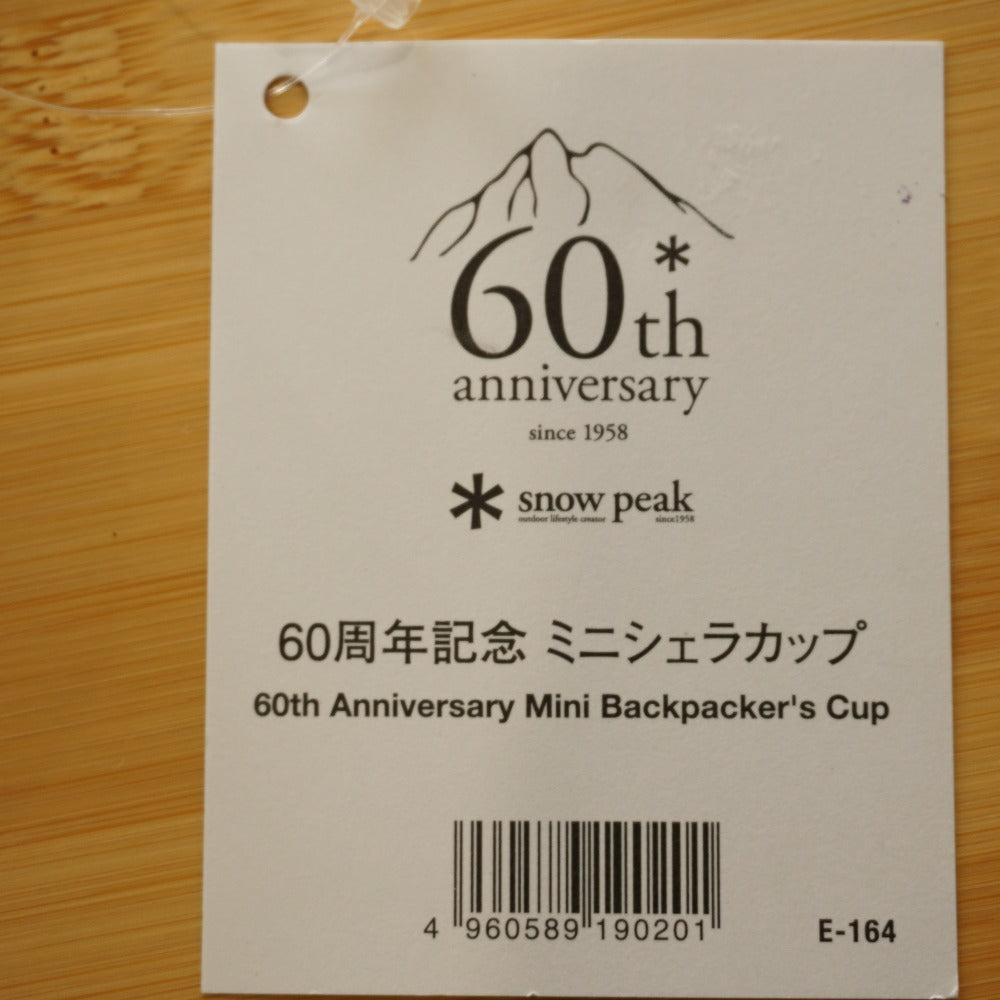 60*th
anniversary
since 1958
* snow peak
outdoor lifestyle creator since1958
60周年記念 ミニシェラカップ
60th Anniversary Mini Backpacker's Cup
4 960589 190201
E-164